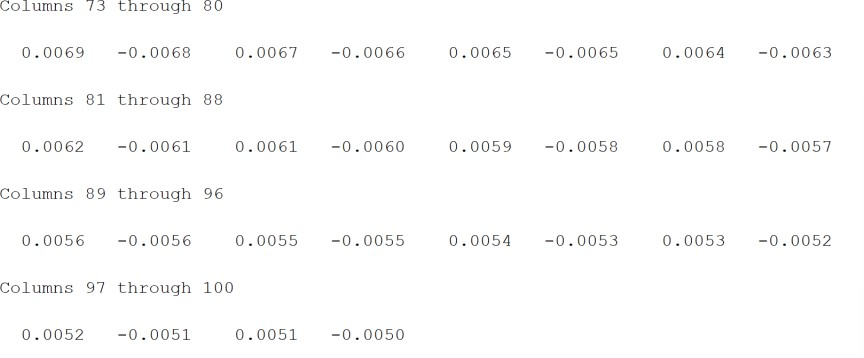 Columns 73 through 80
0.0069 -0.0068 0.0067 -0.0066 0.0065 -0.0065 0.0064 -0.0063
Columns 81 through 88
0.0062 -0.0061 0.0061 -0.0060 0.0059 -0.0058 0.0058 -0.0057
Columns 89 through 96
0.0056 -0.0056 0.0055 -0.0055 0.0054 -0.0053 0.0053 -0.0052
Columns 97 through 100
0.0052 -0.0051 0.0051 -0.0050